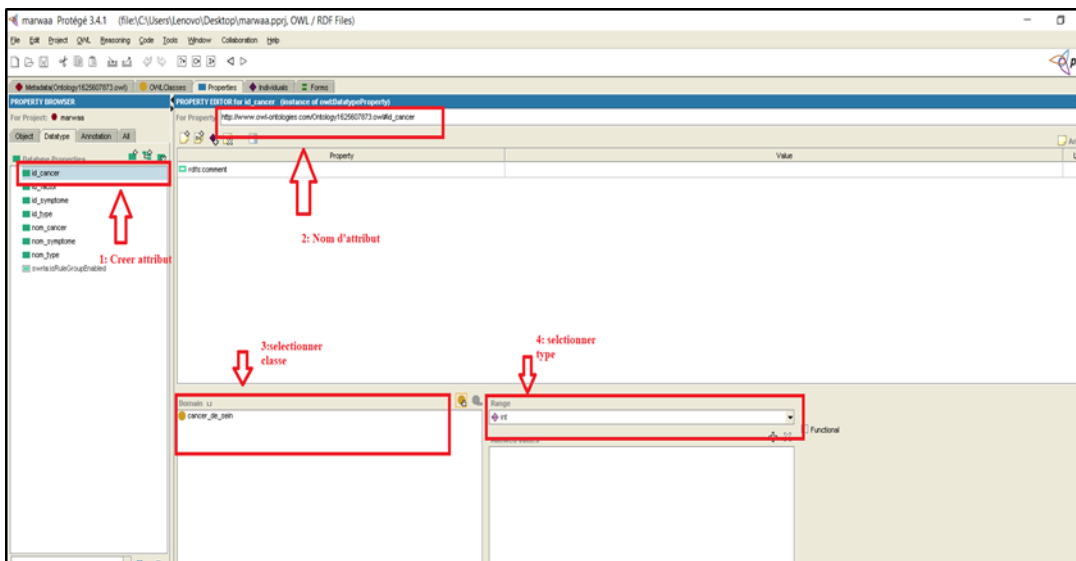 marwaa Protégé 3.4.1 (file:\C:\Users\Lenovo\Desktop\marwaa.pprj, OWL / RDF Files)
File Edit Project OWL Reasoning Code Tools Window Collaboration Help
Metadata(Ontology1625607873.owl) OWLClasses Properties Individuals Forms
PROPERTY BROWSER
PROPERTY EDITOR for id_cancer (instance of owl:DatatypeProperty)
For Project: marwaa
For Property: http://www.owl-ontologies.com/Ontology1625607873.owl#id_cancer
Object Datatype Annotation All
Datatype Properties
Property Value
id_cancer
rdfs:comment
id_factor
id_symptome
id_type
nom_cancer
nom_symptome
nom_type
swrla:isRuleGroupEnabled
1: Creer attribut
2: Nom d'attribut
3:selectionner
classe
4: selctionner
type
Domain
Range
cancer_de_sein
int
Functional
Allowed values